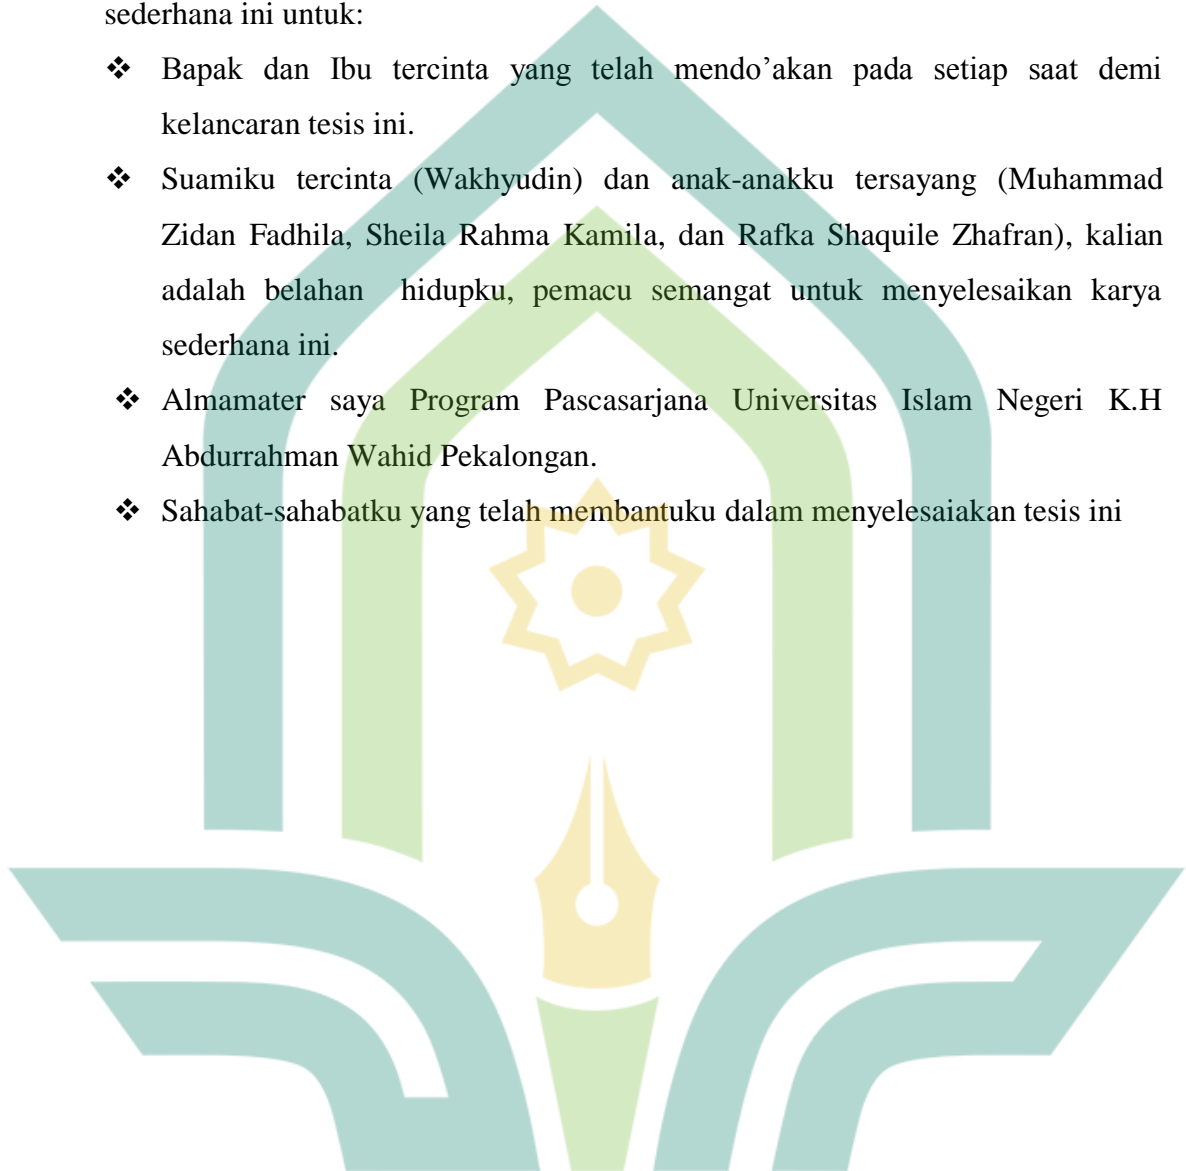 sederhana ini untuk:
❖ Bapak dan Ibu tercinta yang telah mendo’akan pada setiap saat demi
kelancaran tesis ini.
❖ Suamiku tercinta (Wakhyudin) dan anak-anakku tersayang (Muhammad
Zidan Fadhila, Sheila Rahma Kamila, dan Rafka Shaquile Zhafran), kalian
adalah belahan hidupku, pemacu semangat untuk menyelesaikan karya
sederhana ini.
❖ Almamater saya Program Pascasarjana Universitas Islam Negeri K.H
Abdurrahman Wahid Pekalongan.
❖ Sahabat-sahabatku yang telah membantuku dalam menyelesaiakan tesis ini